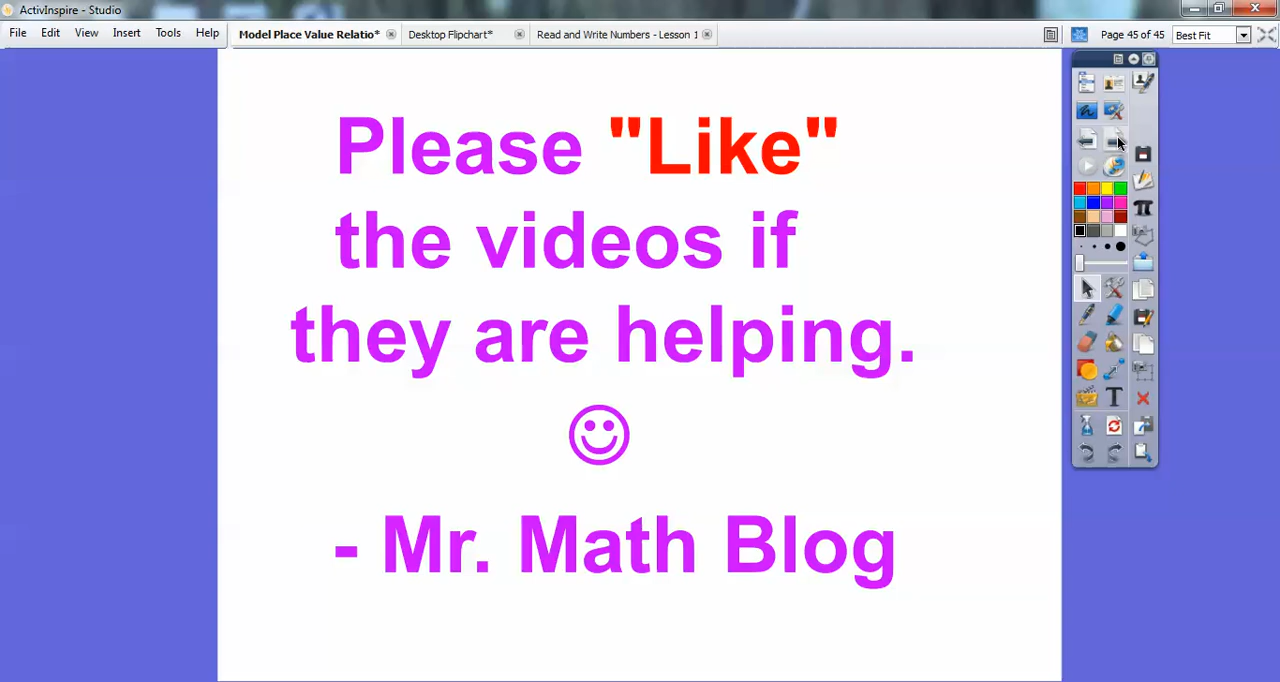 ActivInspire - Studio
File Edit View Insert Tools Help Model Place Value Relatio* Desktop Flipchart* Read and Write Numbers - Lesson 1 Page 45 of 45 Best Fit
Please "Like"
the videos if
they are helping.
- Mr. Math Blog